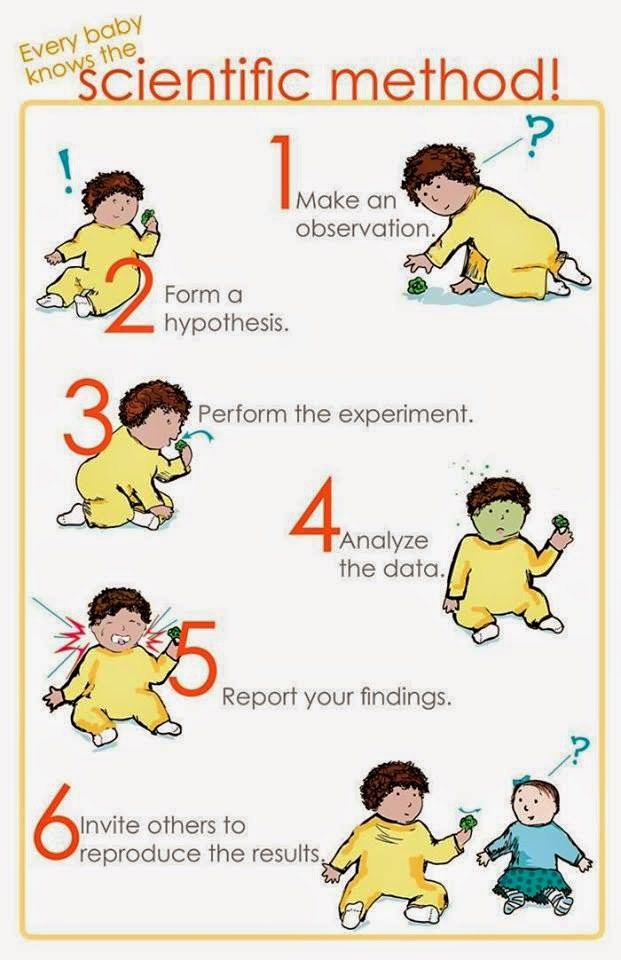 Every baby
knows the
scientific method!
?
1
Make an
observation.
!
2
Form a
hypothesis.
3
Perform the experiment.
4
Analyze
the data.
5
Report your findings.
6
Invite others to
reproduce the results.
?